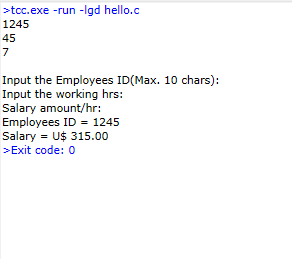 >tcc.exe -run -lgd hello.c
1245
45
7
Input the Employees ID(Max. 10 chars):
Input the working hrs:
Salary amount/hr:
Employees ID = 1245
Salary = U$ 315.00
>Exit code: 0